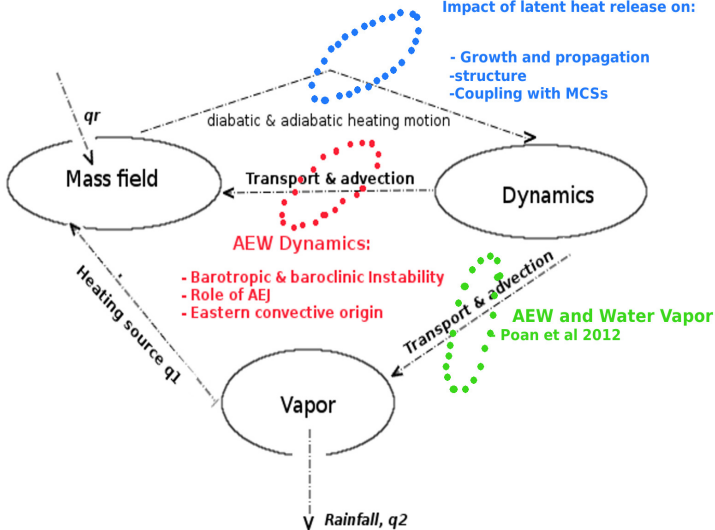 Impact of latent heat release on:
- Growth and propagation
-structure
-Coupling with MCSs
qr
diabatic & adiabatic heating motion
Mass field
Transport & advection
Dynamics
AEW Dynamics:
- Barotropic & baroclinic Instability
- Role of AEJ
- Eastern convective origin
Heating source q1
Transport & advection
AEW and Water Vapor
- Poan et al 2012
Vapor
Rainfall, q2